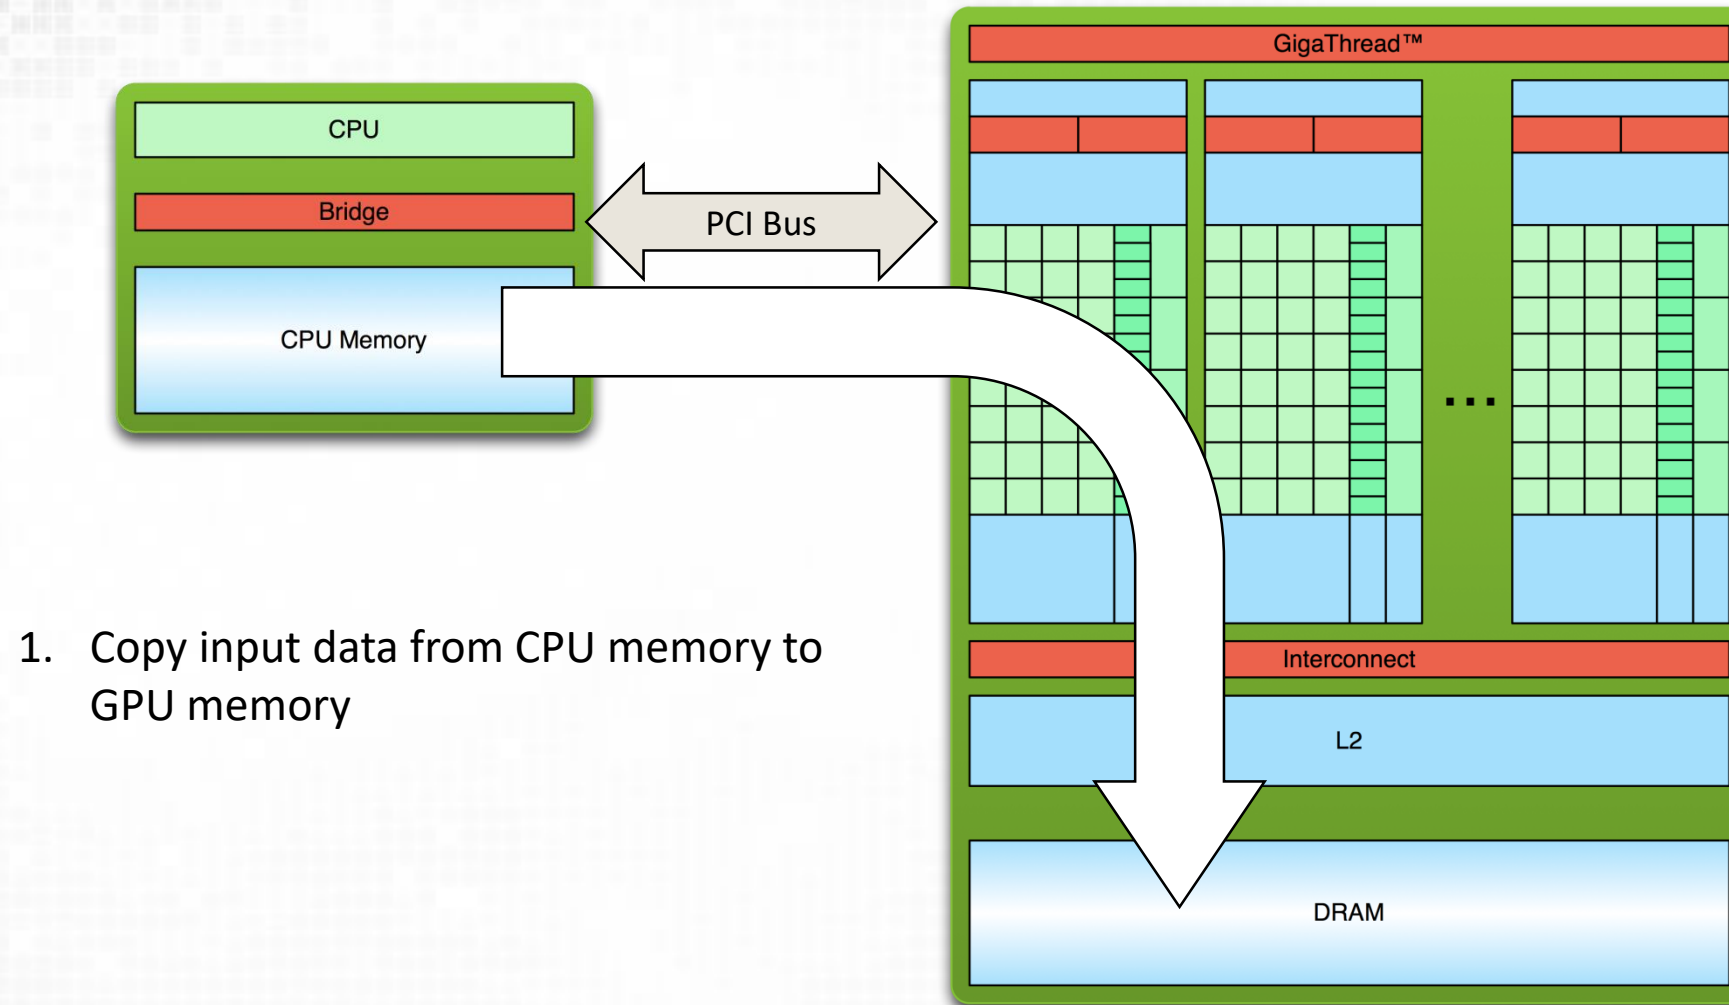 GigaThread™
CPU
Bridge
PCI Bus
CPU Memory
...
1. Copy input data from CPU memory to
GPU memory
Interconnect
L2
DRAM